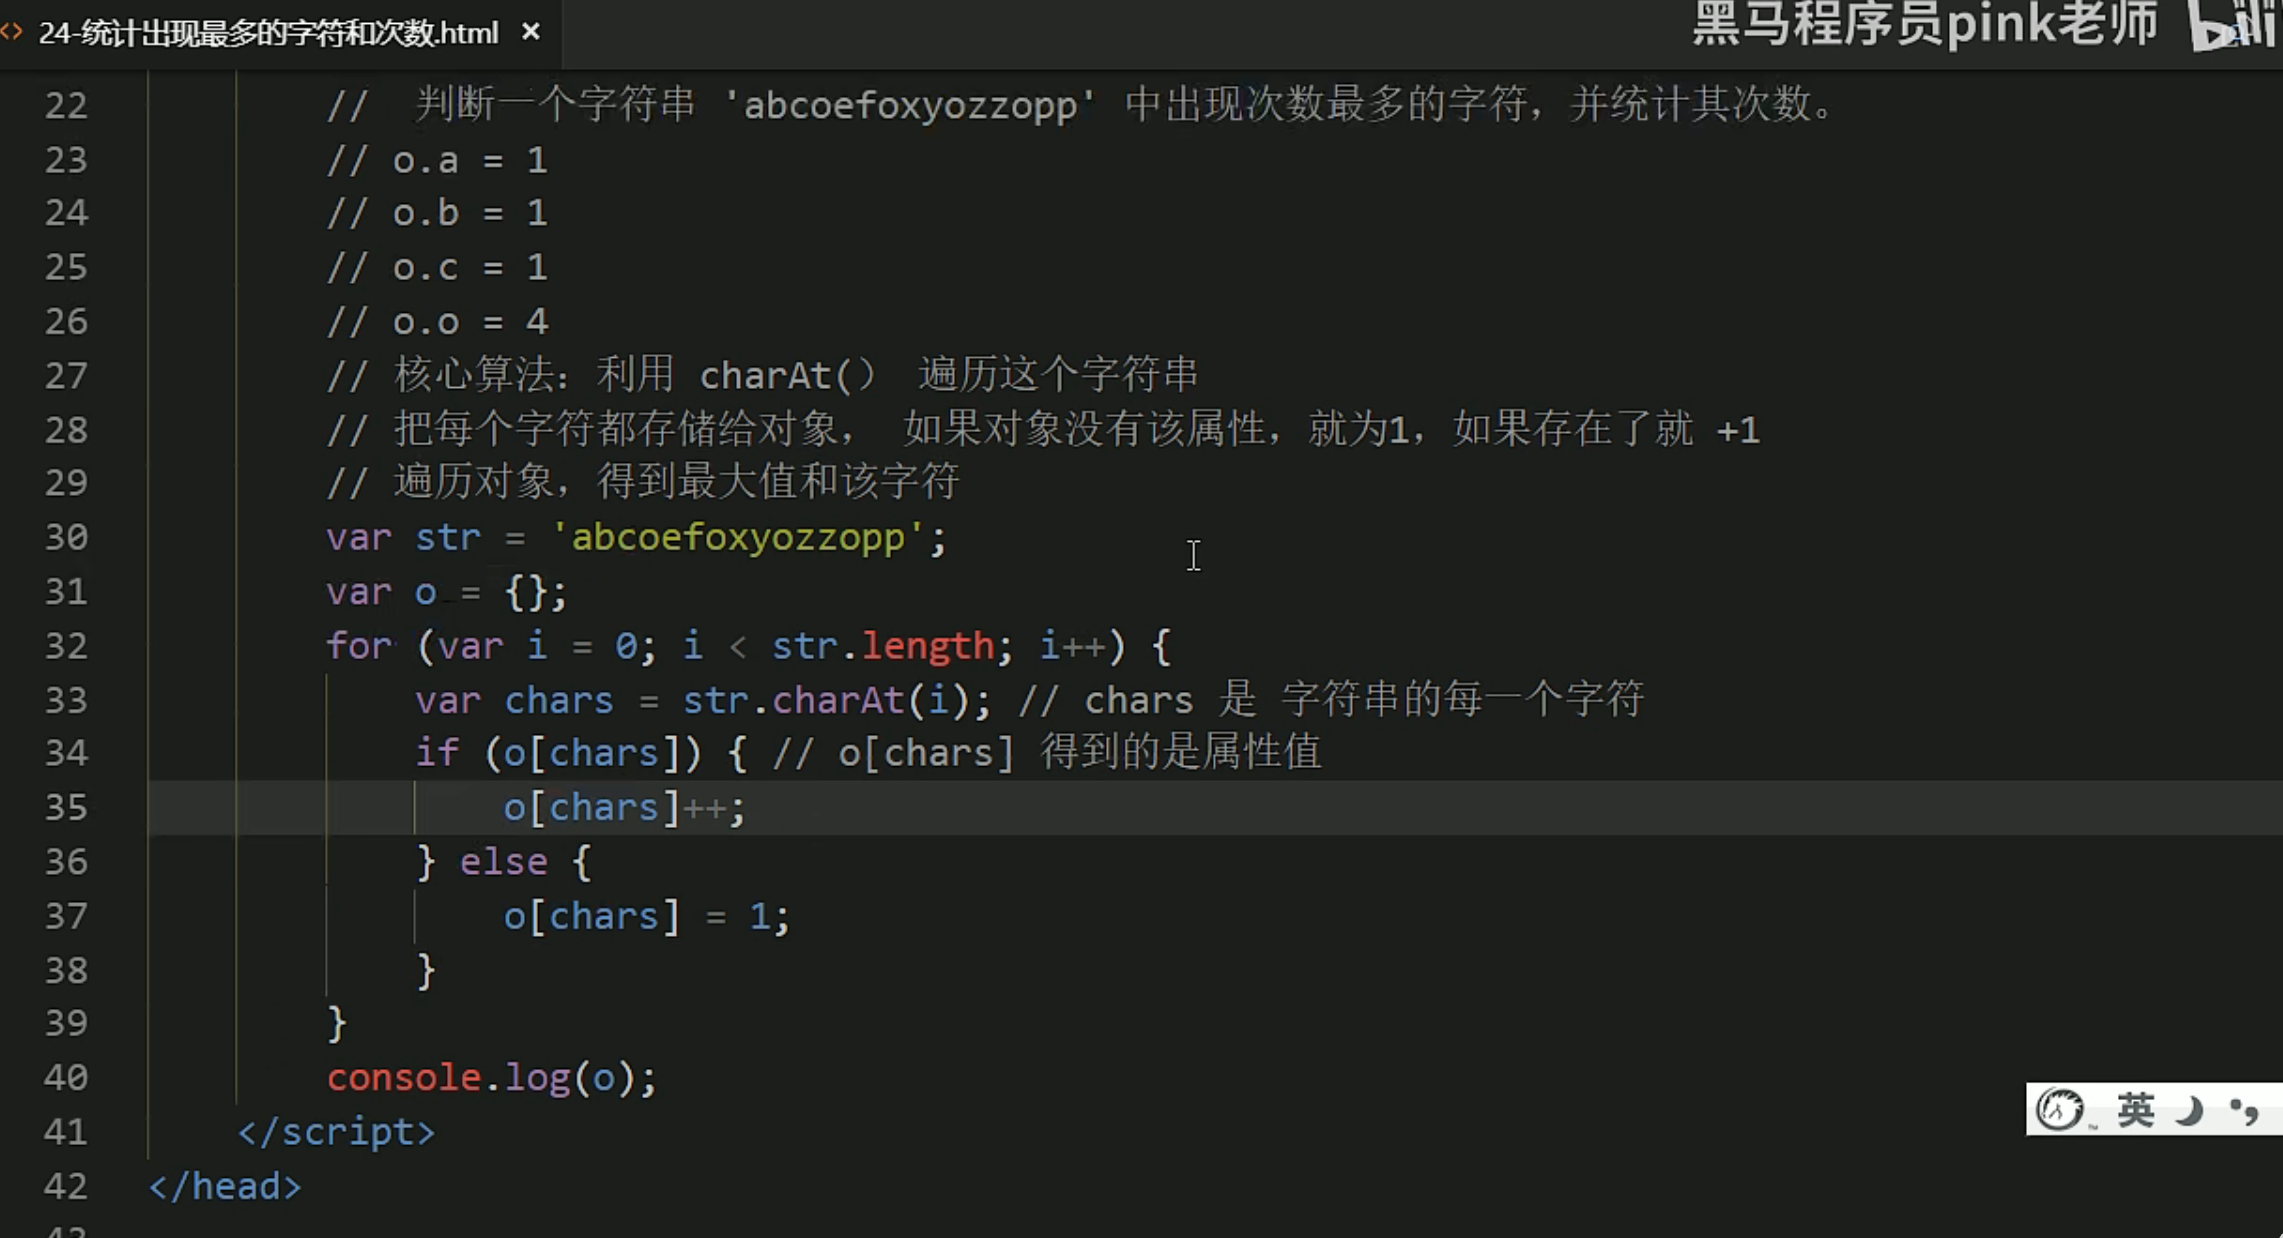 24-统计出现最多的字符和次数.html ×
黑马程序员pink老师 bili
22 // 判断一个字符串 'abcoefoxyozzopp' 中出现次数最多的字符，并统计其次数。
23 // o.a = 1
24 // o.b = 1
25 // o.c = 1
26 // o.o = 4
27 // 核心算法：利用 charAt(） 遍历这个字符串
28 // 把每个字符都存储给对象， 如果对象没有该属性，就为1，如果存在了就 +1
29 // 遍历对象，得到最大值和该字符
30 var str = 'abcoefoxyozzopp';
31 var o = {};
32 for (var i = 0; i < str.length; i++) {
33 var chars = str.charAt(i); // chars 是 字符串的每一个字符
34 if (o[chars]) { // o[chars] 得到的是属性值
35 o[chars]++;
36 } else {
37 o[chars] = 1;
38 }
39 }
40 console.log(o);
41 </script>
42 </head>
英